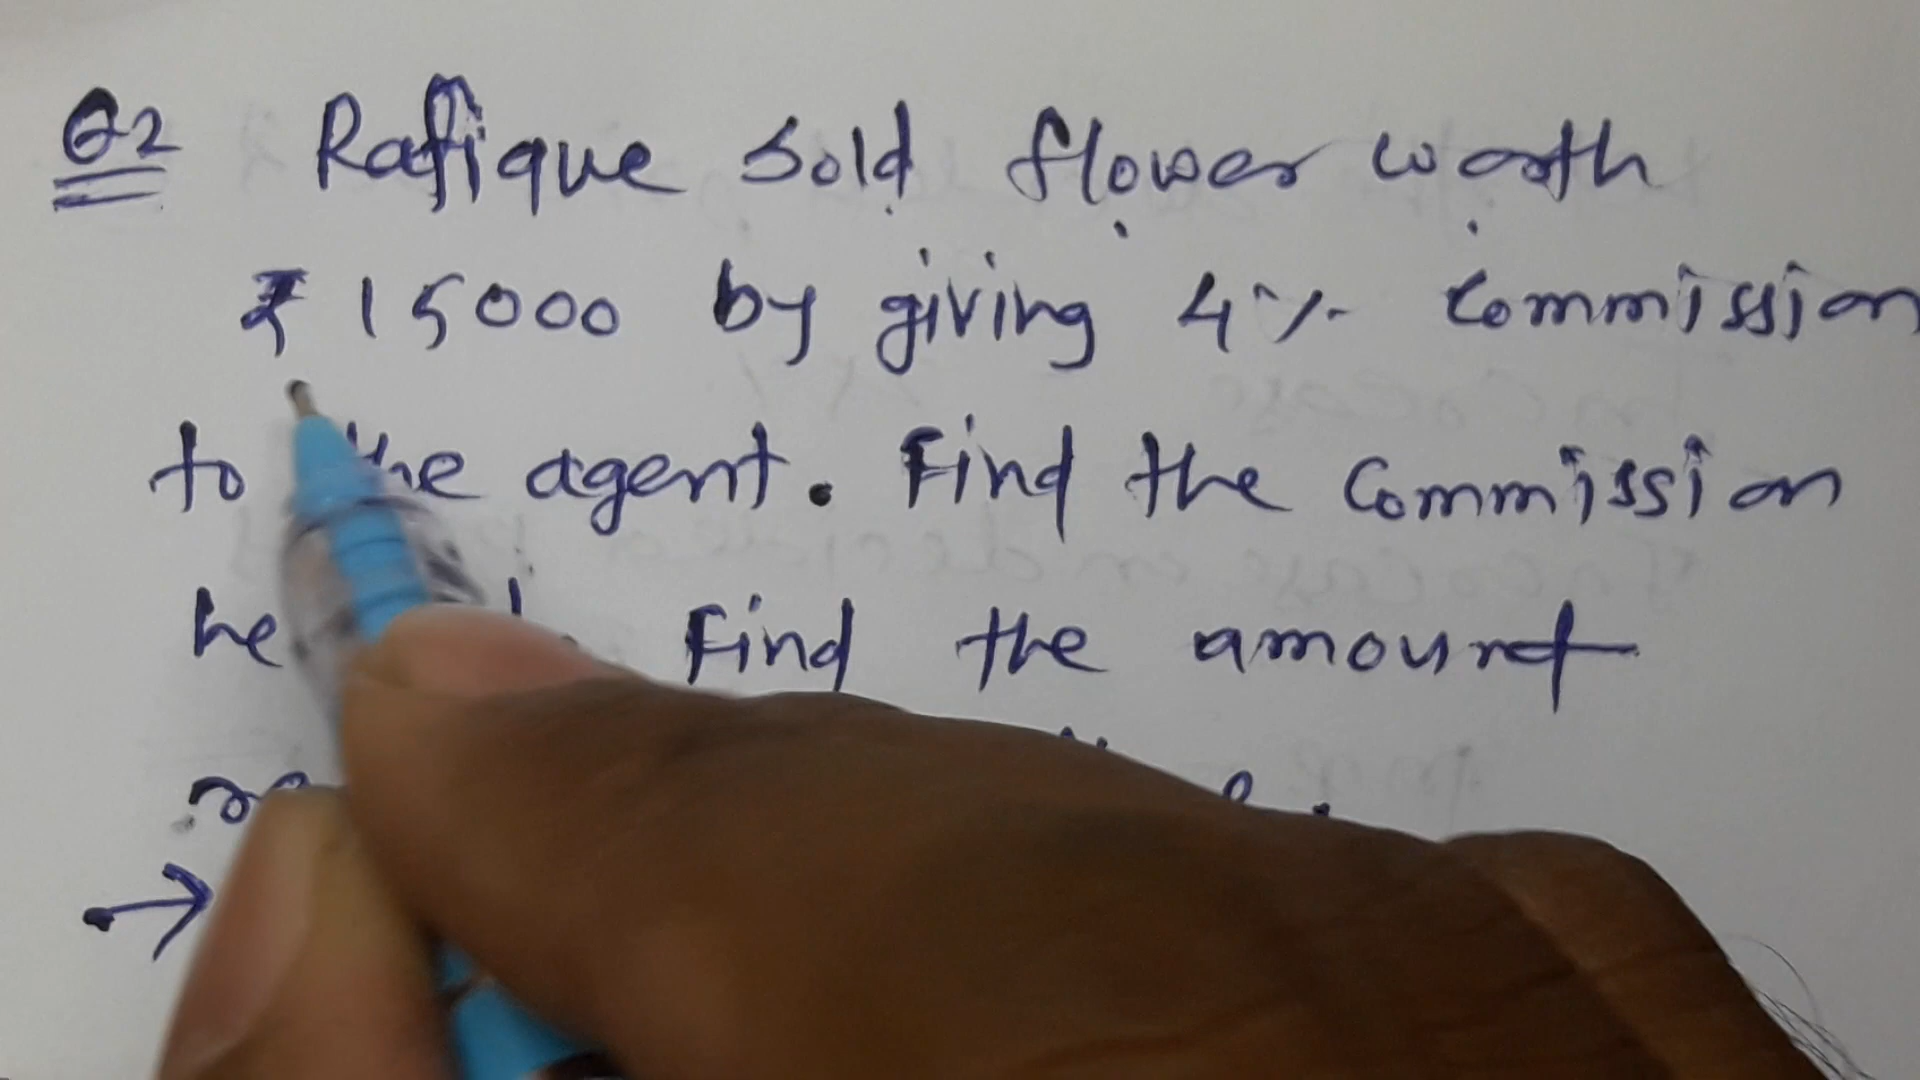 Q2 Rafique sold flower worth
₹ 15000 by giving 4% commission
to the agent. Find the commission
he Find the amount